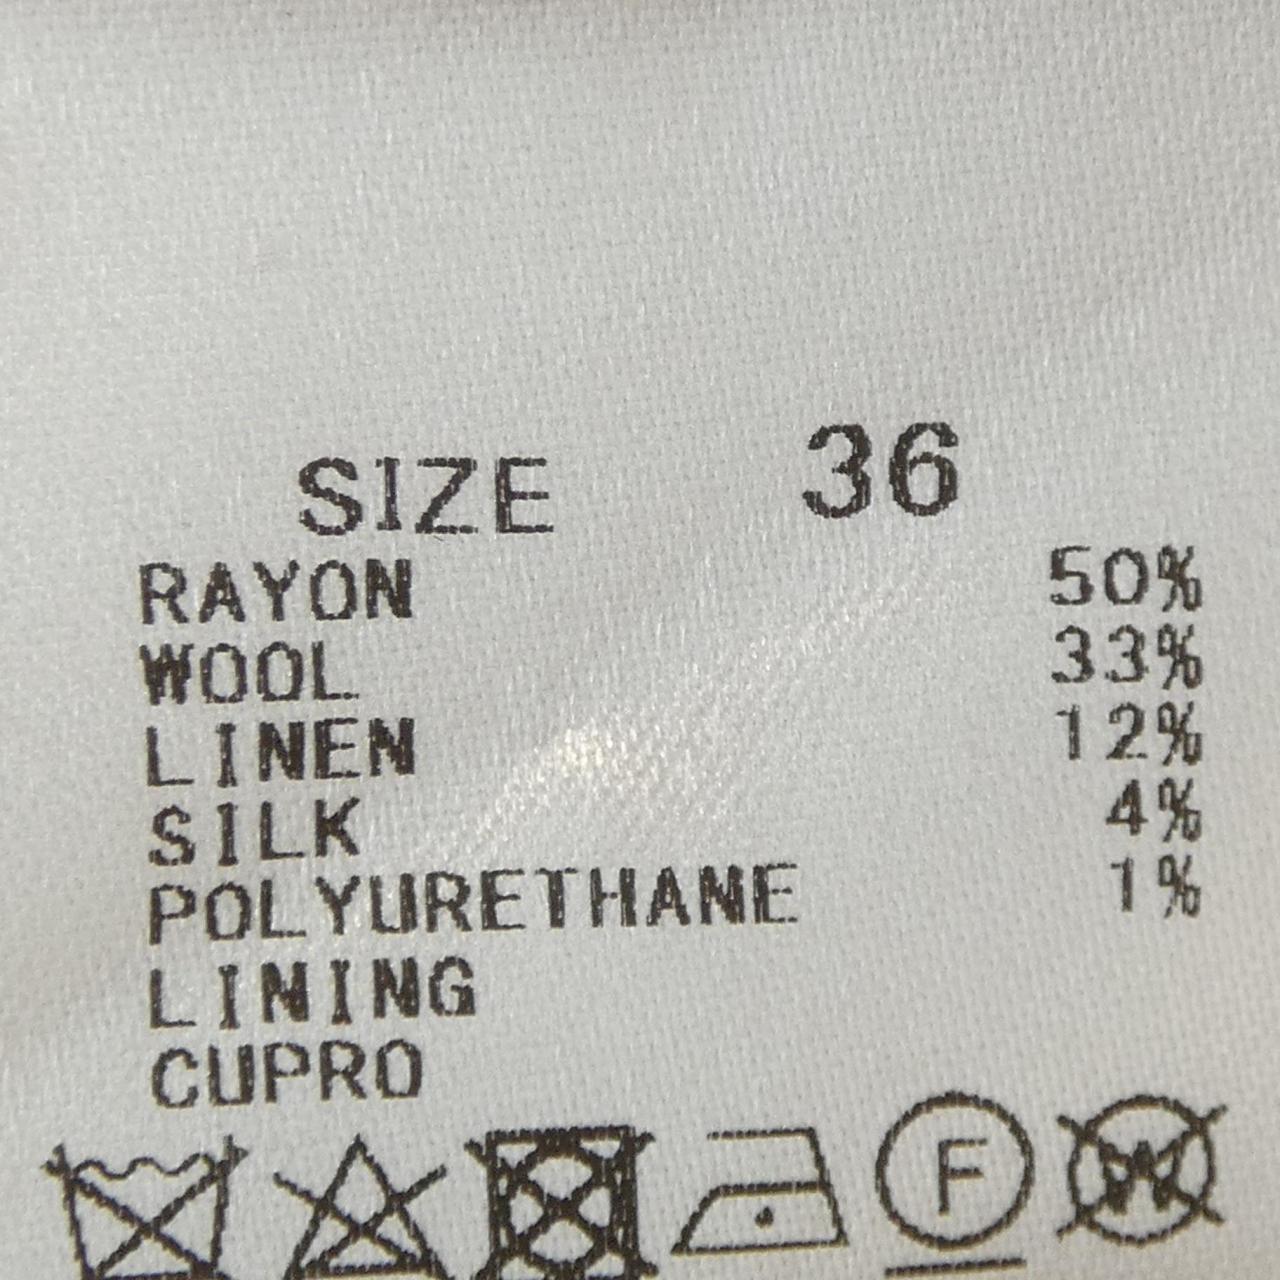 SIZE 36
RAYON 50%
WOOL 33%
LINEN 12%
SILK 4%
POLYURETHANE 1%
LINING
CUPRO
F W